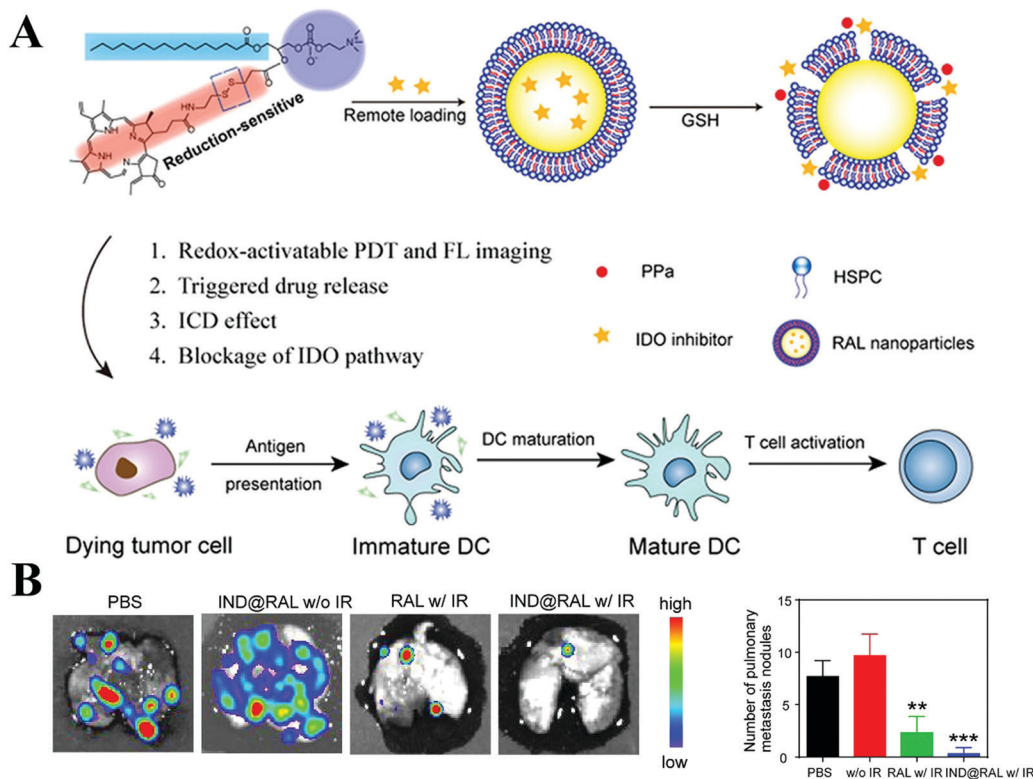 A
O
O
O
O
P
O
O-
N
S
S
O
O
HN
O
N
NH
N
HN
O
Reduction-sensitive
Remote loading
GSH
1. Redox-activatable PDT and FL imaging
2. Triggered drug release
3. ICD effect
4. Blockage of IDO pathway
PPa
HSPC
IDO inhibitor
RAL nanoparticles
Antigen
presentation
DC maturation
T cell activation
Dying tumor cell
Immature DC
Mature DC
T cell
B
PBS
IND@RAL w/o IR
RAL w/ IR
IND@RAL w/ IR
high
low
Number of pulmonary
metastasis nodules
15
10
5
0
**
***
PBS
w/o IR
RAL w/ IR
IND@RAL w/ IR